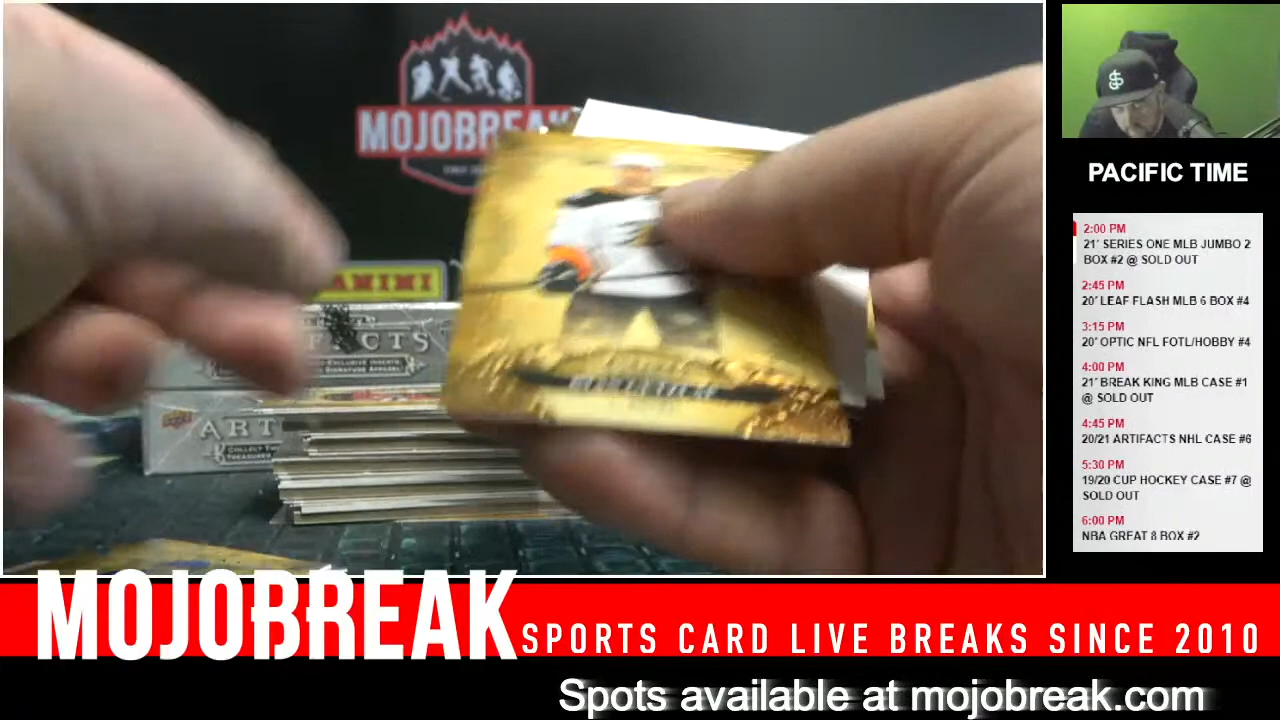 MOJOBREAK
PANINI
ART
PACIFIC TIME
2:00 PM
21' SERIES ONE MLB JUMBO 2
BOX #2 @ SOLD OUT
2:45 PM
20' LEAF FLASH MLB 6 BOX #4
3:15 PM
20' OPTIC NFL FOTL/HOBBY #4
4:00 PM
21' BREAK KING MLB CASE #1
@ SOLD OUT
4:45 PM
20/21 ARTIFACTS NHL CASE #6
5:30 PM
19/20 CUP HOCKEY CASE #7 @
SOLD OUT
6:00 PM
NBA GREAT 8 BOX #2
MOJOBREAK
SPORTS CARD LIVE BREAKS SINCE 2010
Spots available at mojobreak.com